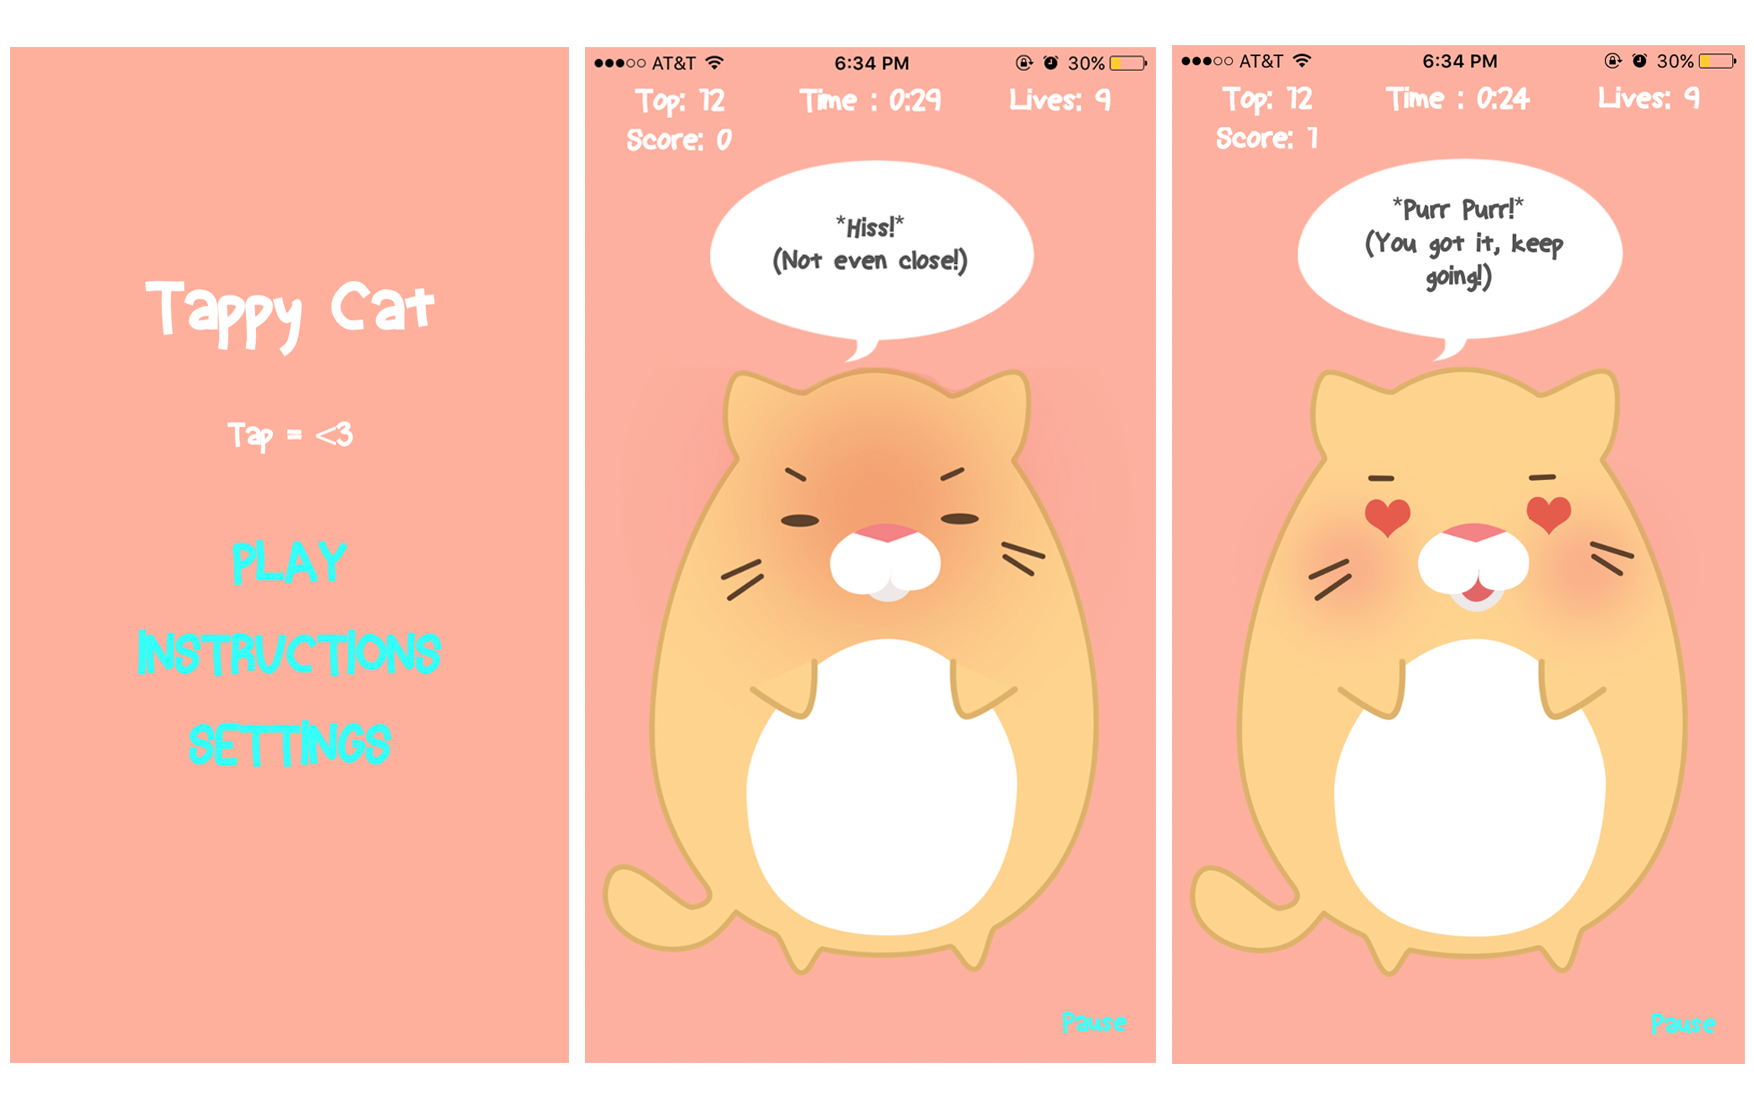 Tappy Cat
Tap = <3
PLAY
INSTRUCTIONS
SETTINGS
AT&T 6:34 PM 30%
Top: 12 Time : 0:29 Lives: 9
Score: 0
*Hiss!*
(Not even close!)
Pause
AT&T 6:34 PM 30%
Top: 12 Time : 0:24 Lives: 9
Score: 1
*Purr Purr!*
(You got it, keep
going!)
Pause